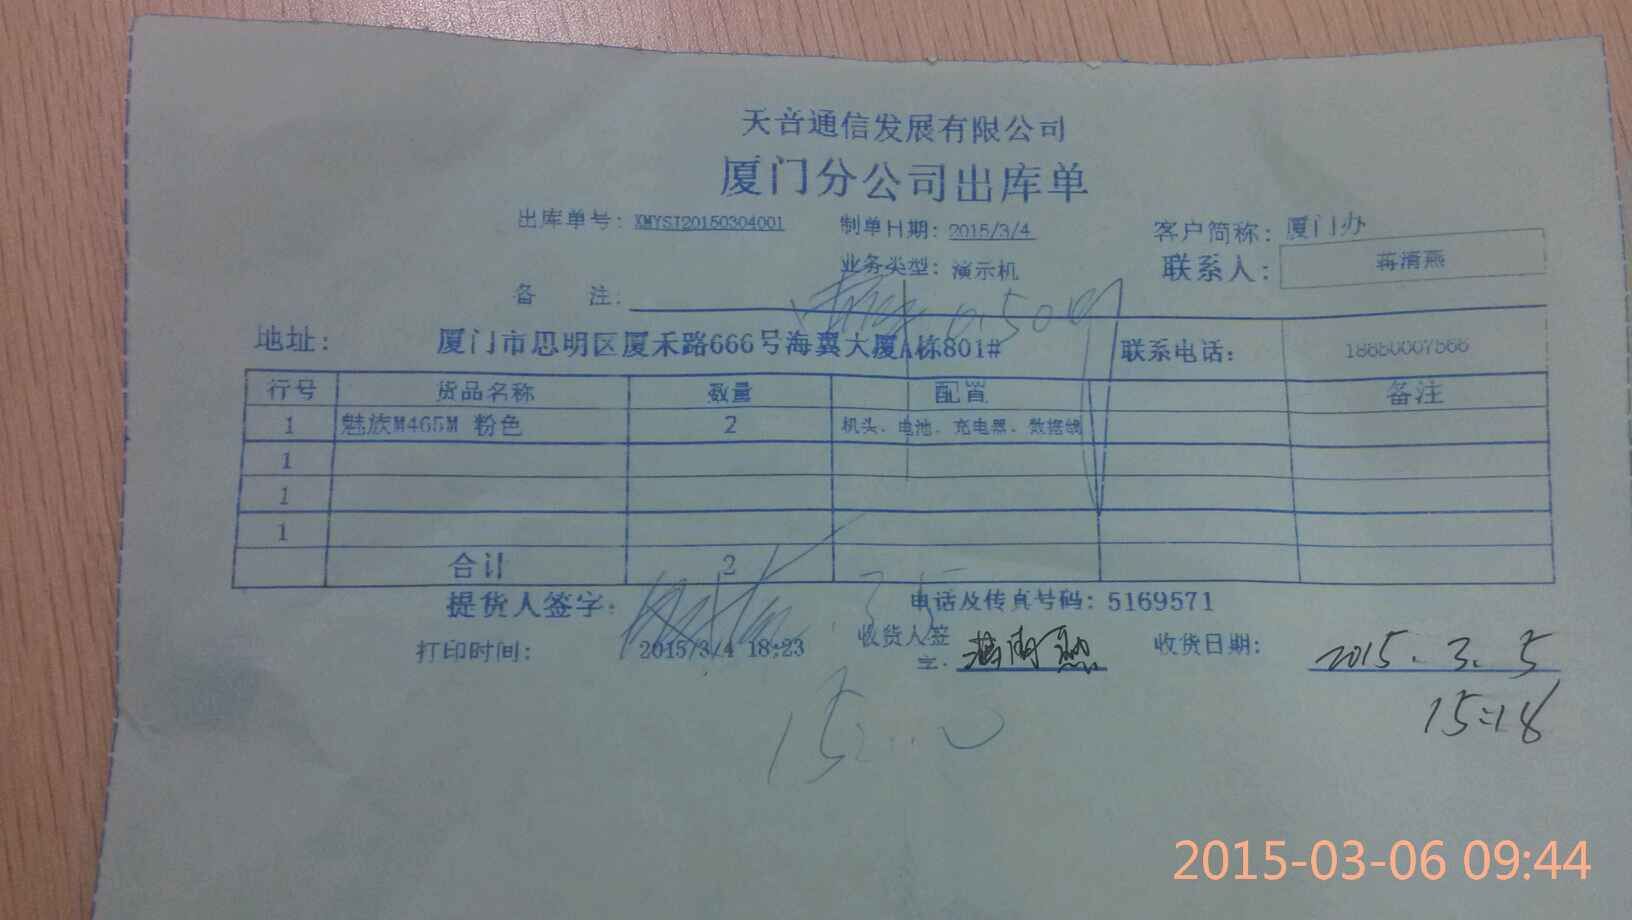 天音通信发展有限公司
厦门分公司出库单
出库单号：XMYSJ20150304001 制单日期：2015/3/4 客户简称：厦门办
业务类型：演示机 联系人：蒋清燕
备 注：
地址： 厦门市思明区厦禾路666号海翼大厦A栋801# 联系电话：
行号 货品名称 数量 配置 备注
1 魅族M465M 粉色 2 机头、电池、充电器、数据线
1
1
1
合计 2
提货人签字： 电话及传真号码：5169571
打印时间： 2015/3/4 18:23 收货人签字： 蒋清燕 收货日期： 2015.3.5
15:18
2015-03-06 09:44